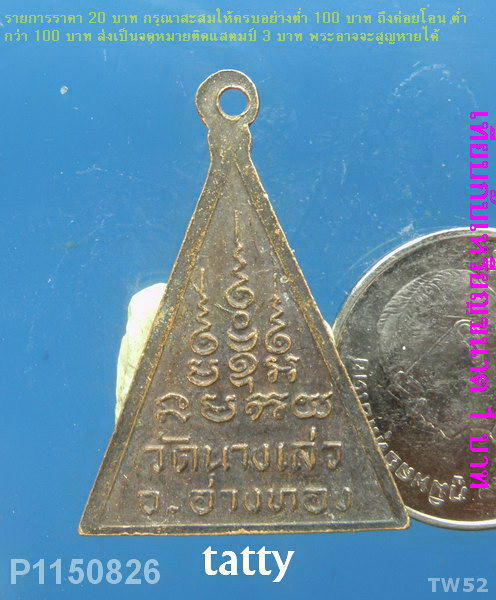 รายการราคา 20 บาท กรุณาสะสมให้ครบอย่างต่ำ 100 บาท ถึงค่อยโอน ต่ำ
กว่า 100 บาท ส่งเป็นจดหมายติดแสตมป์ 3 บาท พระอาจจะสูญหายได้
เทียบกับเหรียญขนาด 1 บาท
วัดนางเล่ว
จ. อ่างทอง
tatty
P1150826
TW52